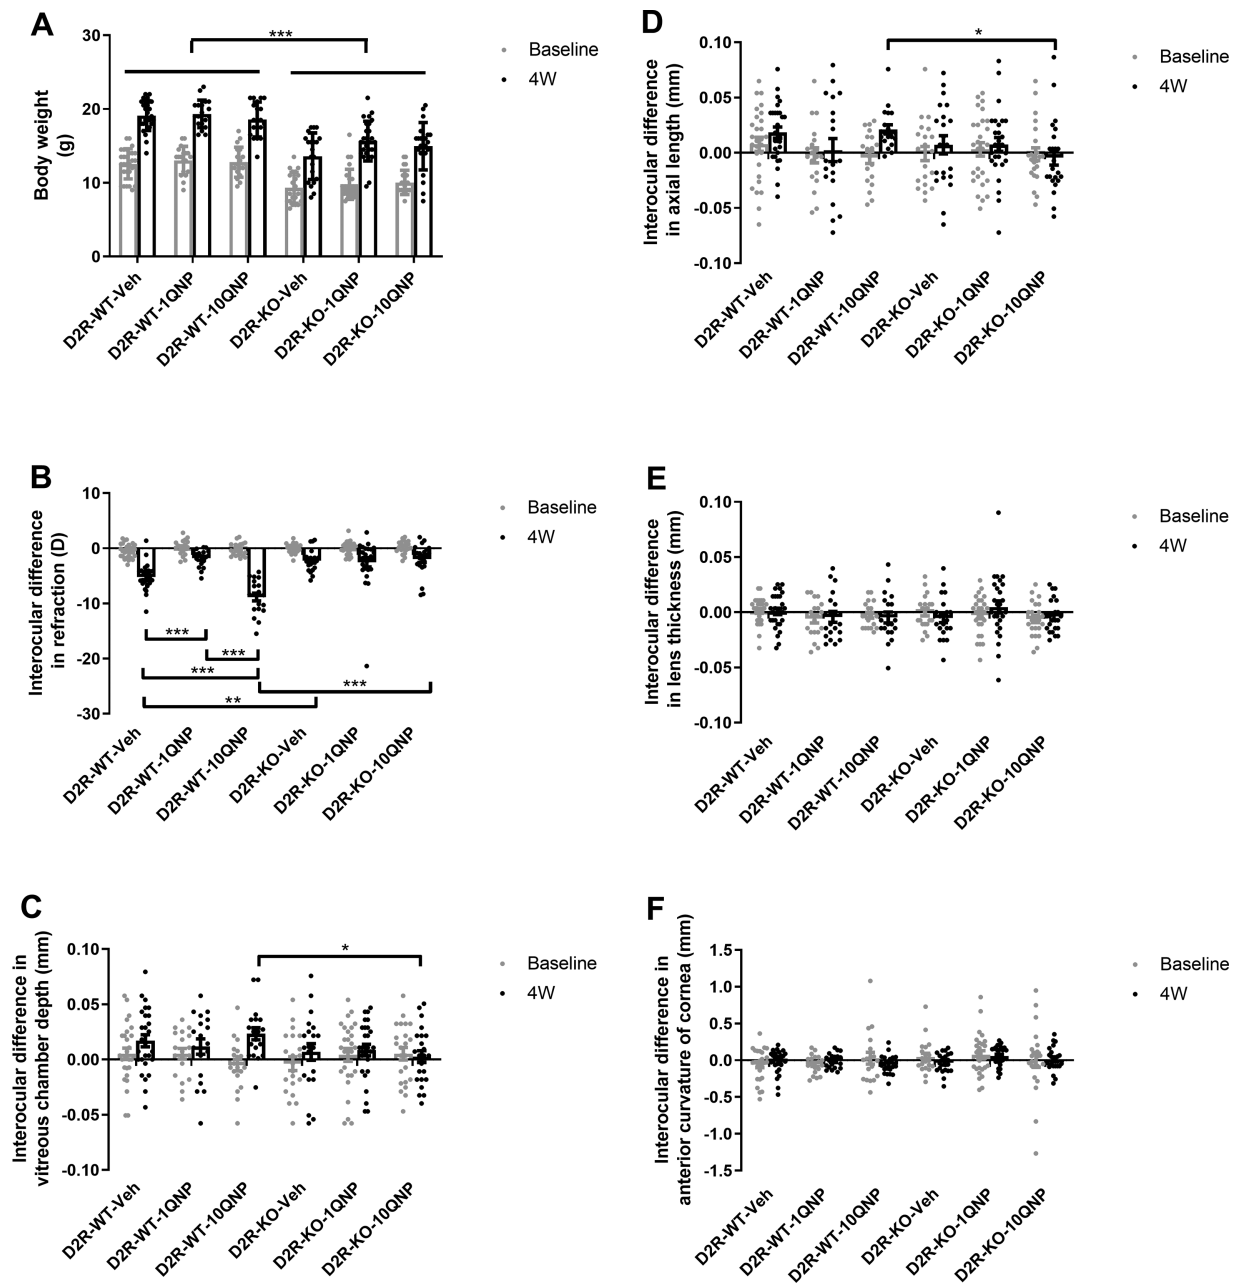 A
Body weight
(g)
30
20
10
0
***
Baseline
4W
D2R-WT-Veh
D2R-WT-1QNP
D2R-WT-10QNP
D2R-KO-Veh
D2R-KO-1QNP
D2R-KO-10QNP
D
Interocular difference
in axial length (mm)
0.10
0.05
0.00
-0.05
-0.10
*
Baseline
4W
D2R-WT-Veh
D2R-WT-1QNP
D2R-WT-10QNP
D2R-KO-Veh
D2R-KO-1QNP
D2R-KO-10QNP
B
Interocular difference
in refraction (D)
10
0
-10
-20
-30
***
***
***
***
**
Baseline
4W
D2R-WT-Veh
D2R-WT-1QNP
D2R-WT-10QNP
D2R-KO-Veh
D2R-KO-1QNP
D2R-KO-10QNP
E
Interocular difference
in lens thickness (mm)
0.10
0.05
0.00
-0.05
-0.10
Baseline
4W
D2R-WT-Veh
D2R-WT-1QNP
D2R-WT-10QNP
D2R-KO-Veh
D2R-KO-1QNP
D2R-KO-10QNP
C
Interocular difference in
vitreous chamber depth (mm)
0.10
0.05
0.00
-0.05
-0.10
*
Baseline
4W
D2R-WT-Veh
D2R-WT-1QNP
D2R-WT-10QNP
D2R-KO-Veh
D2R-KO-1QNP
D2R-KO-10QNP
F
Interocular difference in
anterior curvature of cornea (mm)
1.5
1.0
0.5
0.0
-0.5
-1.0
-1.5
Baseline
4W
D2R-WT-Veh
D2R-WT-1QNP
D2R-WT-10QNP
D2R-KO-Veh
D2R-KO-1QNP
D2R-KO-10QNP